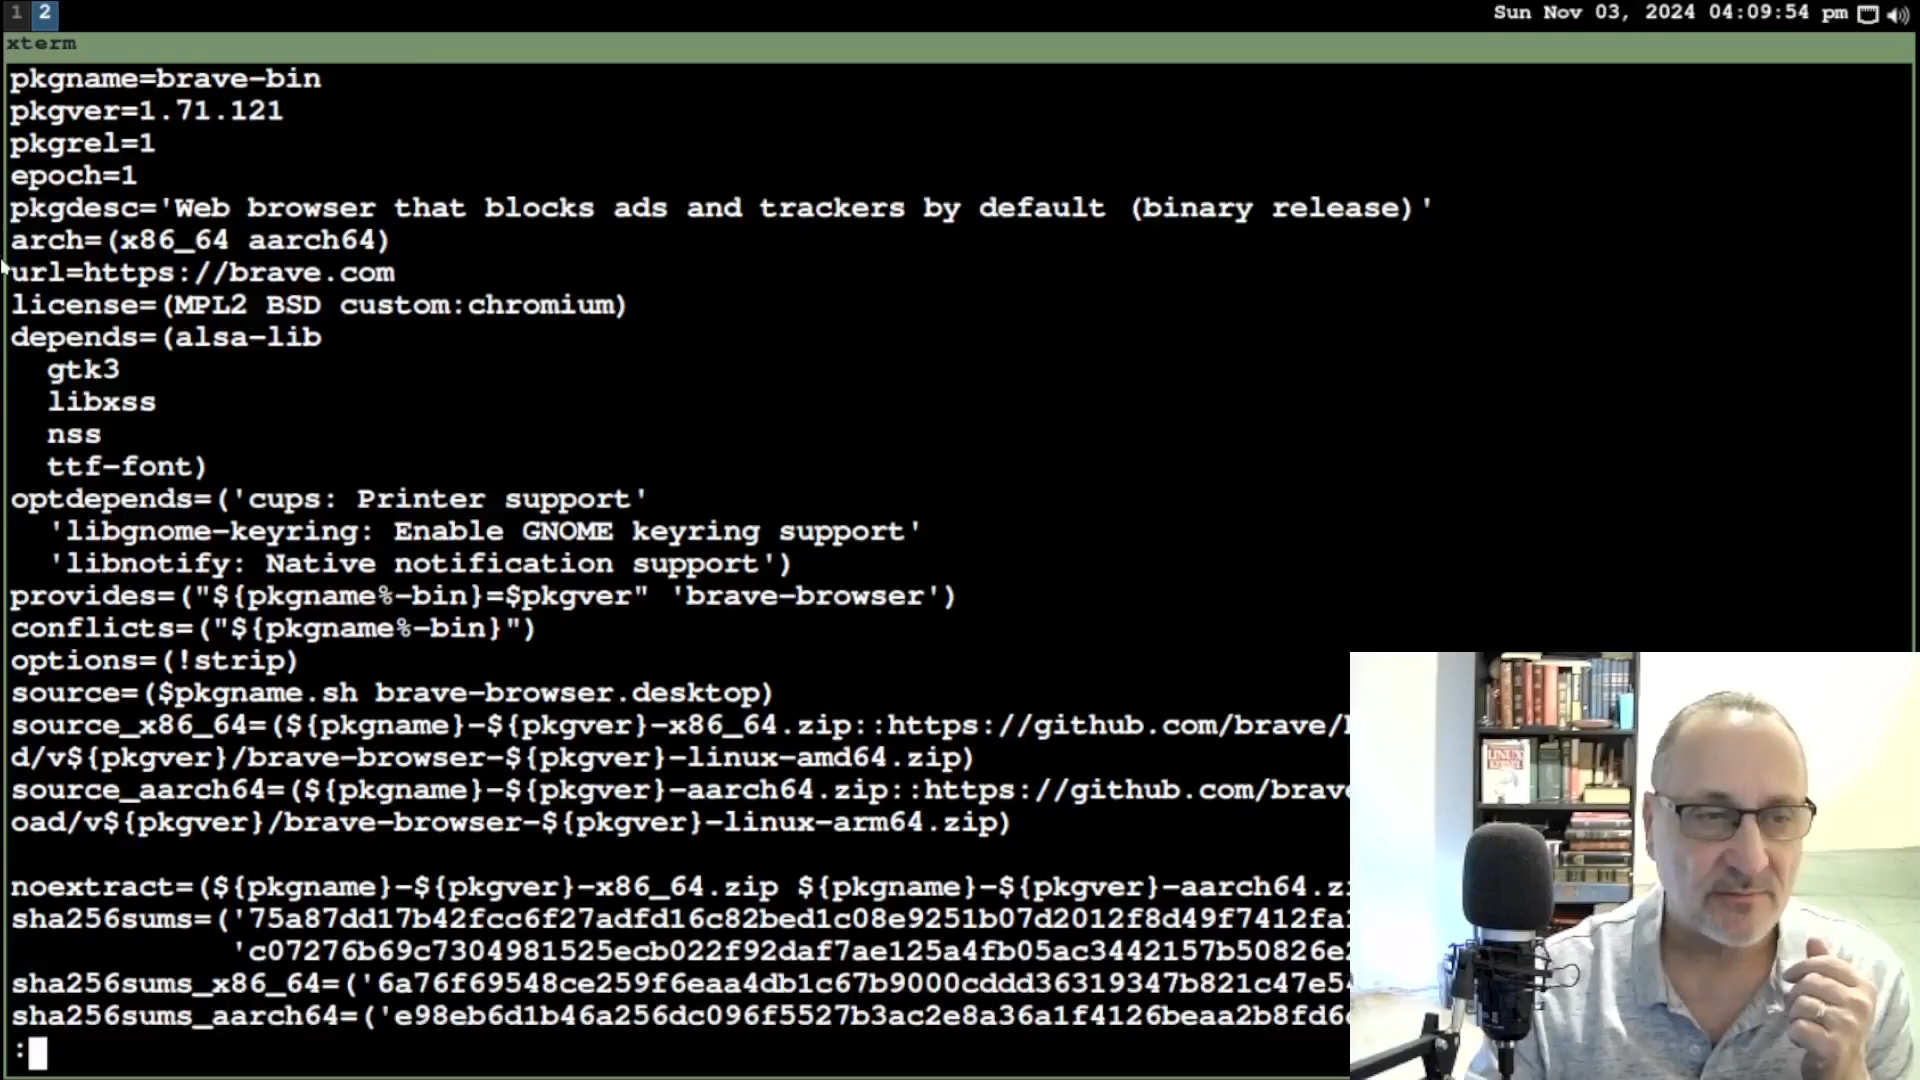 1 2
Sun Nov 03, 2024 04:09:54 pm
xterm
pkgname=brave-bin
pkgver=1.71.121
pkgrel=1
epoch=1
pkgdesc='Web browser that blocks ads and trackers by default (binary release)'
arch=(x86_64 aarch64)
url=https://brave.com
license=(MPL2 BSD custom:chromium)
depends=(alsa-lib
gtk3
libxss
nss
ttf-font)
optdepends=('cups: Printer support'
'libgnome-keyring: Enable GNOME keyring support'
'libnotify: Native notification support')
provides=("${pkgname%-bin}=$pkgver" 'brave-browser')
conflicts=("${pkgname%-bin}")
options=(!strip)
source=($pkgname.sh brave-browser.desktop)
source_x86_64=(${pkgname}-${pkgver}-x86_64.zip::https://github.com/brave/
d/v${pkgver}/brave-browser-${pkgver}-linux-amd64.zip)
source_aarch64=(${pkgname}-${pkgver}-aarch64.zip::https://github.com/brav
oad/v${pkgver}/brave-browser-${pkgver}-linux-arm64.zip)
noextract=(${pkgname}-${pkgver}-x86_64.zip ${pkgname}-${pkgver}-aarch64.z
sha256sums=('75a87dd17b42fcc6f27adfd16c82bed1c08e9251b07d2012f8d49f7412fa
'c07276b69c7304981525ecb022f92daf7ae125a4fb05ac3442157b50826e
sha256sums_x86_64=('6a76f69548ce259f6eaa4db1c67b9000cddd36319347b821c47e5
sha256sums_aarch64=('e98eb6d1b46a256dc096f5527b3ac2e8a36a1f4126beaa2b8fd6
:
LINUX